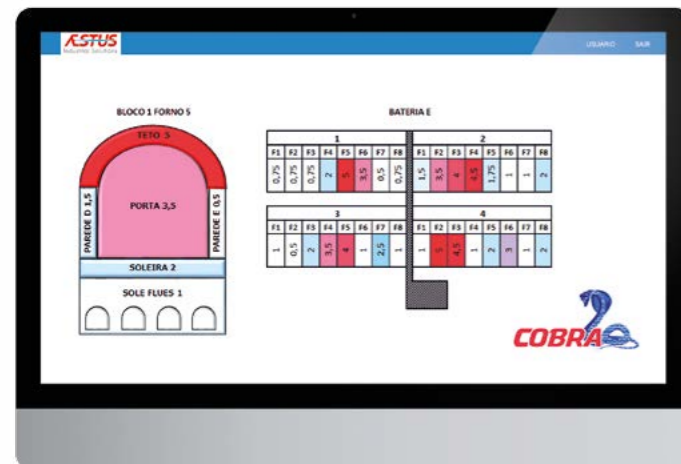 ÆSTUS
Industrial Solutions
USUARIO SAIR
BLOCO 1 FORNO 5
TETO 5
PORTA 3,5
PAREDE D 1,5
PAREDE E 0,5
SOLEIRA 2
SOLE FLUES 1
BATERIA E
1
F1 F2 F3 F4 F5 F6 F7 F8
0,75 0,75 0,75 2 5 3,5 0,5 0,75
2
F1 F2 F3 F4 F5 F6 F7 F8
1,5 3,5 4 4,5 1,75 1 1 2
3
F1 F2 F3 F4 F5 F6 F7 F8
1 0,5 2 3,5 4 1 2,5 1
4
F1 F2 F3 F4 F5 F6 F7 F8
1 5 4,5 1 2 3 1 2
COBRA